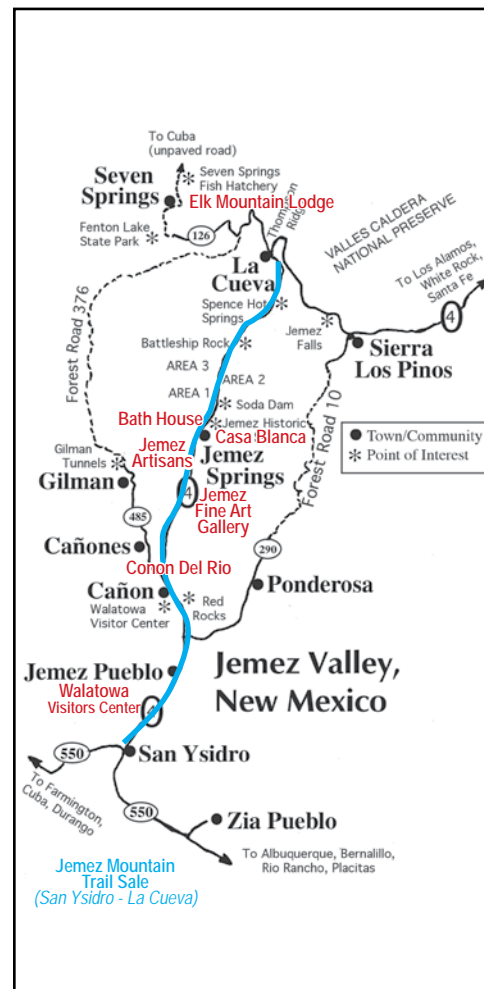 To Cuba
(unpaved road)
Seven
Springs
Seven Springs
Fish Hatchery
Elk Mountain Lodge
Fenton Lake
State Park
126
Ridge
VALLES CALDERA
NATIONAL PRESERVE
La
Cueva
To Los Alamos,
White Rock,
Santa Fe
4
Forest Road 376
Spence Hot
Springs
Jemez
Falls
Battleship Rock
Sierra
Los Pinos
AREA 3
AREA 2
AREA 1
Soda Dam
Forest Road 10
Bath House
Jemez Historic
Casa Blanca
Town/Community
Point of Interest
Jemez
Artisans
Jemez
Springs
Gilman
Tunnels
Gilman
4
Jemez
Fine Art
Gallery
485
Cañones
290
Conon Del Rio
Cañon
Ponderosa
Walatowa
Visitor Center
Red
Rocks
Jemez Pueblo
Jemez Valley,
New Mexico
Walatowa
Visitors Center
4
San Ysidro
550
To Farmington,
Cuba, Durango
550
Zia Pueblo
To Albuquerque, Bernalillo,
Rio Rancho, Placitas
Jemez Mountain
Trail Sale
(San Ysidro - La Cueva)